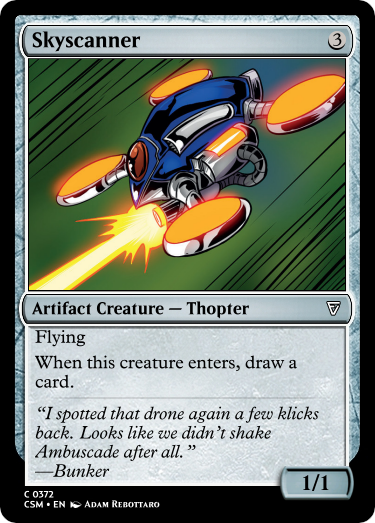 Skyscanner 3
Artifact Creature — Thopter
Flying
When this creature enters, draw a
card.
“I spotted that drone again a few klicks
back. Looks like we didn’t shake
Ambuscade after all.”
—Bunker
1/1
C 0372
CSM • EN Adam Rebottaro